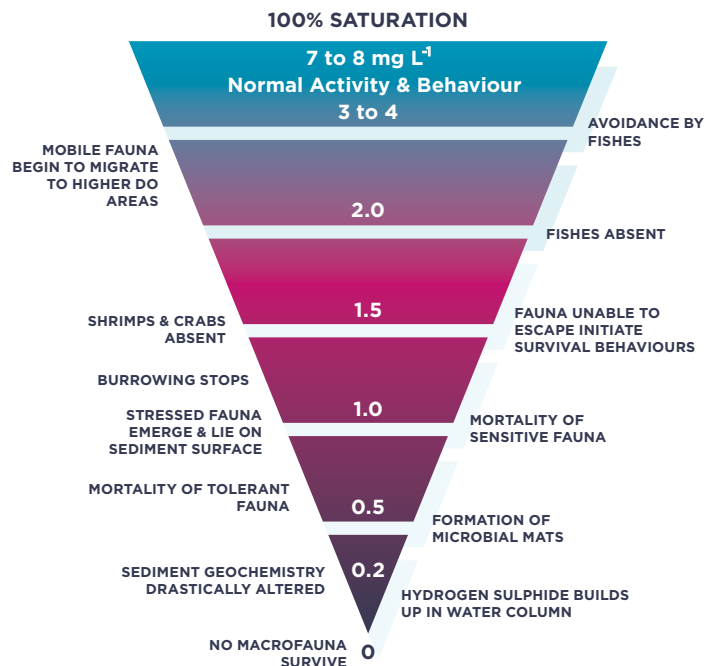 100% SATURATION
7 to 8 mg L⁻¹
Normal Activity & Behaviour
3 to 4
AVOIDANCE BY
FISHES
MOBILE FAUNA
BEGIN TO MIGRATE
TO HIGHER DO
AREAS
2.0
FISHES ABSENT
1.5
SHRIMPS & CRABS
ABSENT
FAUNA UNABLE TO
ESCAPE INITIATE
SURVIVAL BEHAVIOURS
BURROWING STOPS
1.0
STRESSED FAUNA
EMERGE & LIE ON
SEDIMENT SURFACE
MORTALITY OF
SENSITIVE FAUNA
MORTALITY OF TOLERANT
FAUNA
0.5
FORMATION OF
MICROBIAL MATS
0.2
SEDIMENT GEOCHEMISTRY
DRASTICALLY ALTERED
HYDROGEN SULPHIDE BUILDS
UP IN WATER COLUMN
NO MACROFAUNA
SURVIVE
0